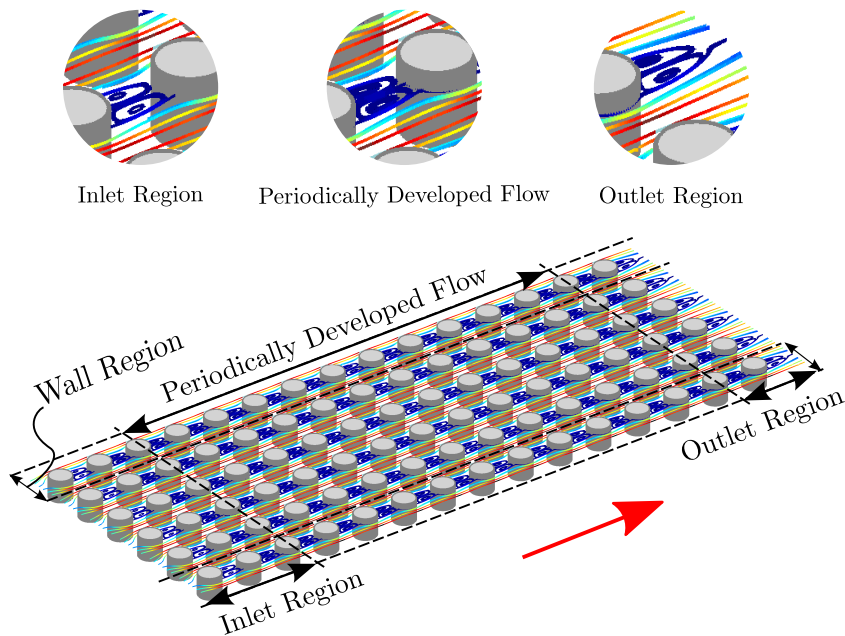 Inlet Region
Periodically Developed Flow
Outlet Region
Periodically Developed Flow
Wall Region
Outlet Region
Inlet Region